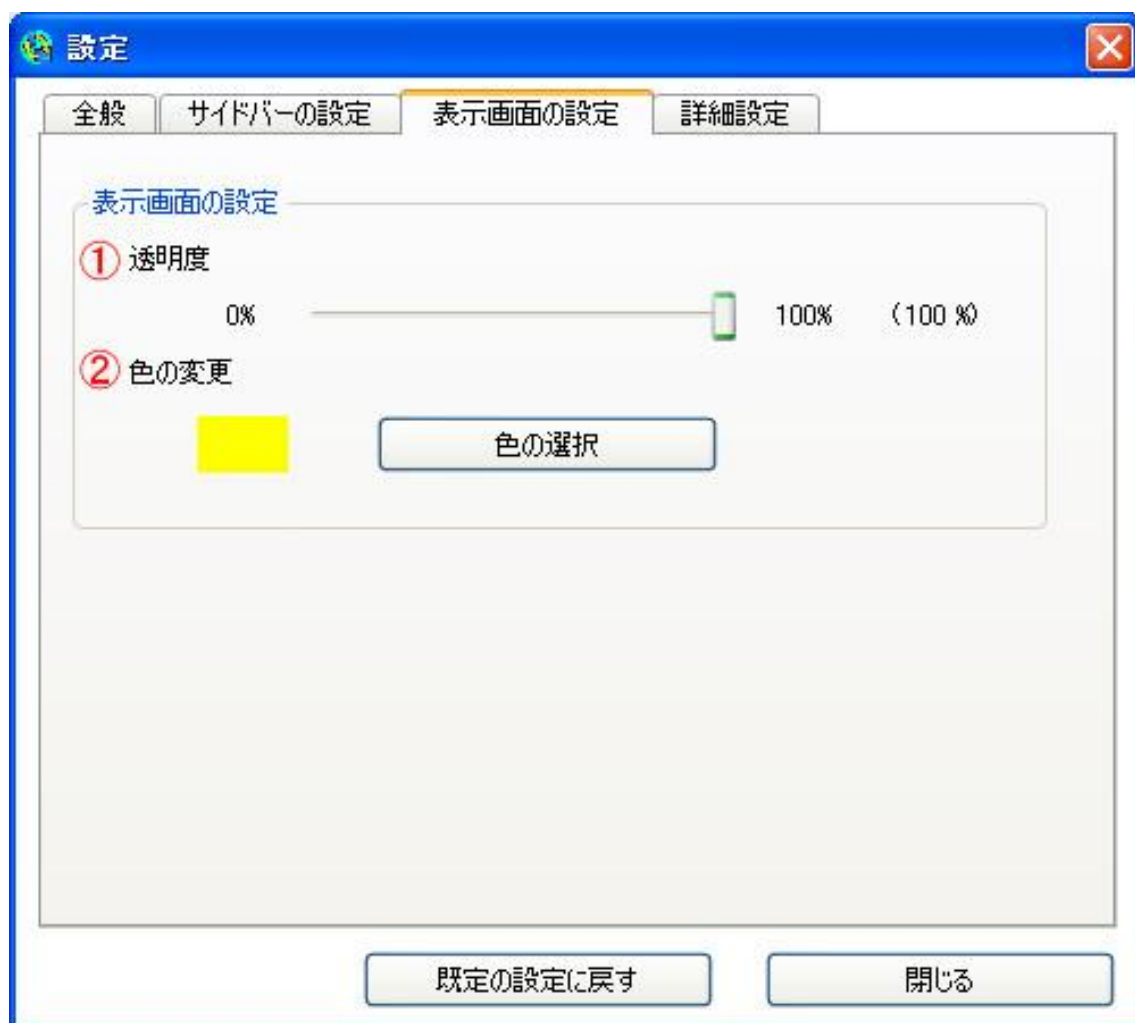 設定
全般 サイドバーの設定 表示画面の設定 詳細設定
表示画面の設定
① 透明度
0% 100% (100 %)
② 色の変更
色の選択
既定の設定に戻す 閉じる